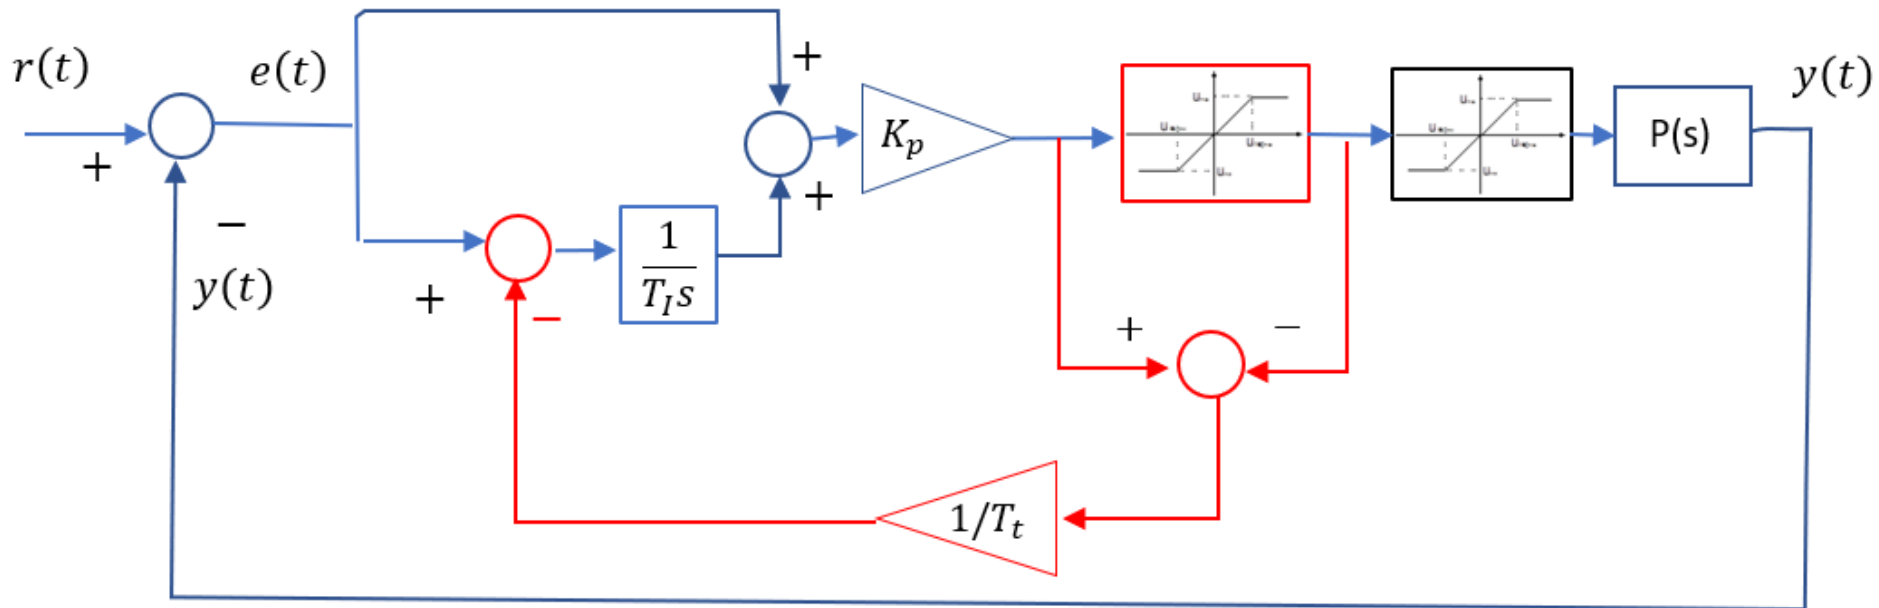 r(t)
+
e(t)
−
y(t)
+
−
1
T_I s
+
+
K_p
+
−
1/T_t
P(s)
y(t)